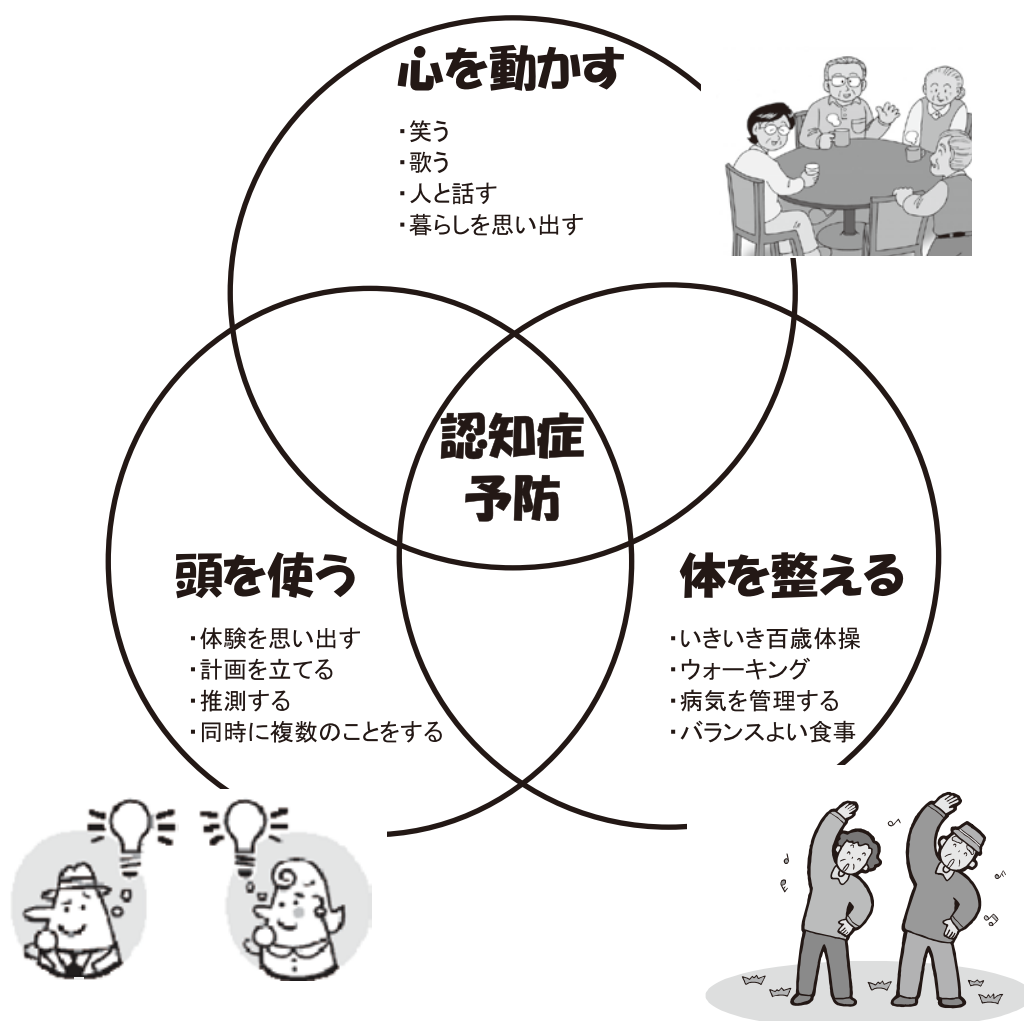 心を動かす
・笑う
・歌う
・人と話す
・暮らしを思い出す
認知症
予防
頭を使う
・体験を思い出す
・計画を立てる
・推測する
・同時に複数のことをする
体を整える
・いきいき百歳体操
・ウォーキング
・病気を管理する
・バランスよい食事